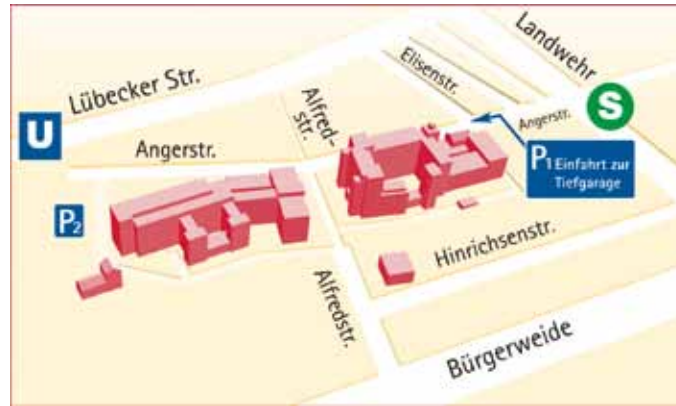 Landwehr
Elisenstr.
Lübecker Str.
S
Alfred-
str.
Angerstr.
U
Angerstr.
P1 Einfahrt zur
Tiefgarage
P2
Hinrichsenstr.
Alfredstr.
Bürgerweide